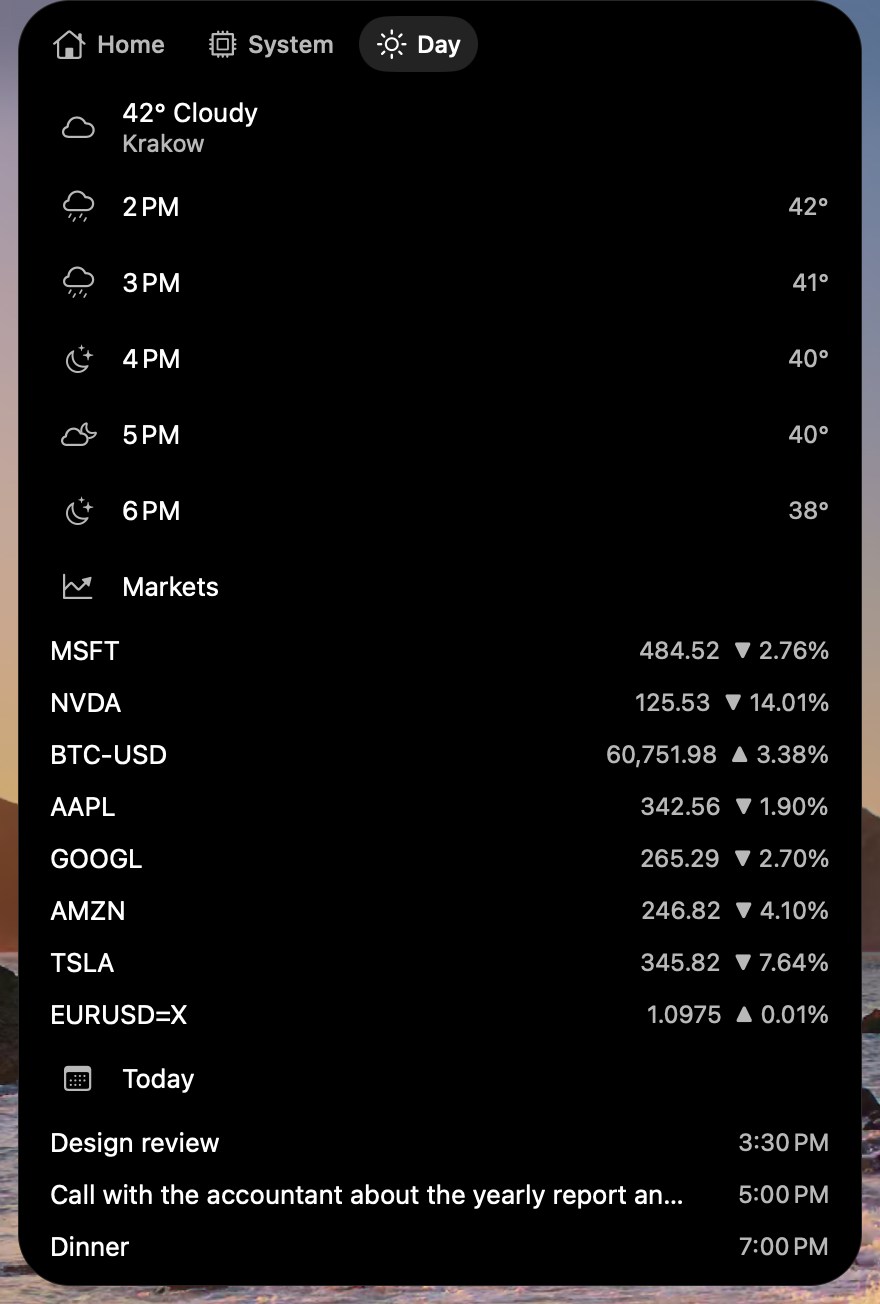 Home System Day
42° Cloudy
Krakow
2 PM 42°
3 PM 41°
4 PM 40°
5 PM 40°
6 PM 38°
Markets
MSFT 484.52 ▼ 2.76%
NVDA 125.53 ▼ 14.01%
BTC-USD 60,751.98 ▲ 3.38%
AAPL 342.56 ▼ 1.90%
GOOGL 265.29 ▼ 2.70%
AMZN 246.82 ▼ 4.10%
TSLA 345.82 ▼ 7.64%
EURUSD=X 1.0975 ▲ 0.01%
Today
Design review 3:30 PM
Call with the accountant about the yearly report an... 5:00 PM
Dinner 7:00 PM